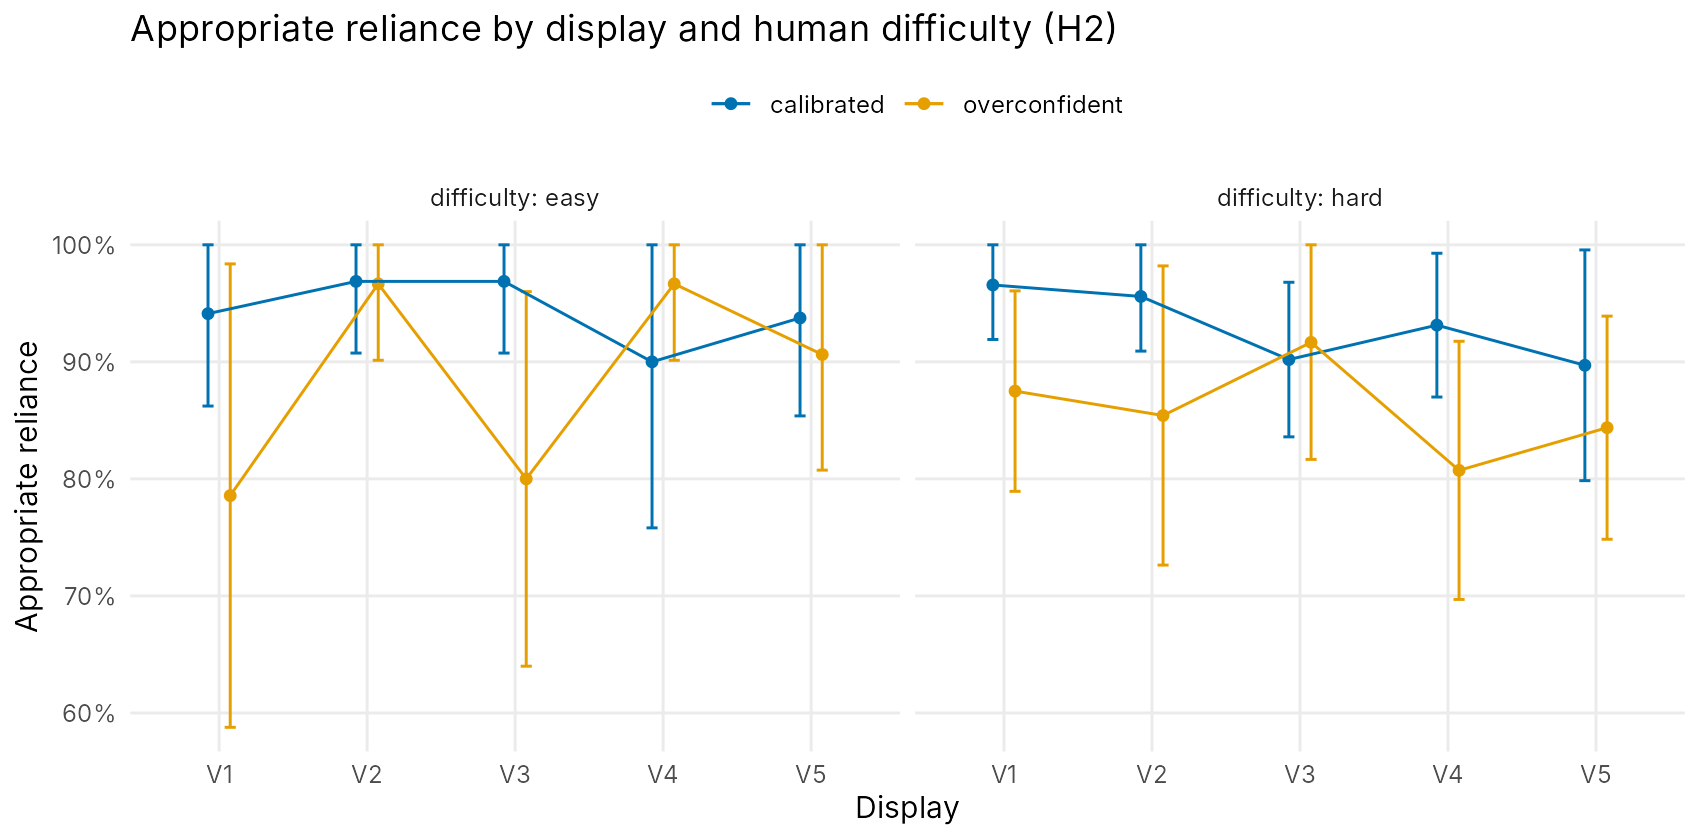 Appropriate reliance by display and human difficulty (H2)
calibrated overconfident
difficulty: easy
difficulty: hard
Appropriate reliance
100%
90%
80%
70%
60%
V1 V2 V3 V4 V5
V1 V2 V3 V4 V5
Display